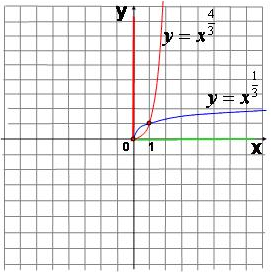 y
y = x^{4/3}
y = x^{1/3}
0 1 x